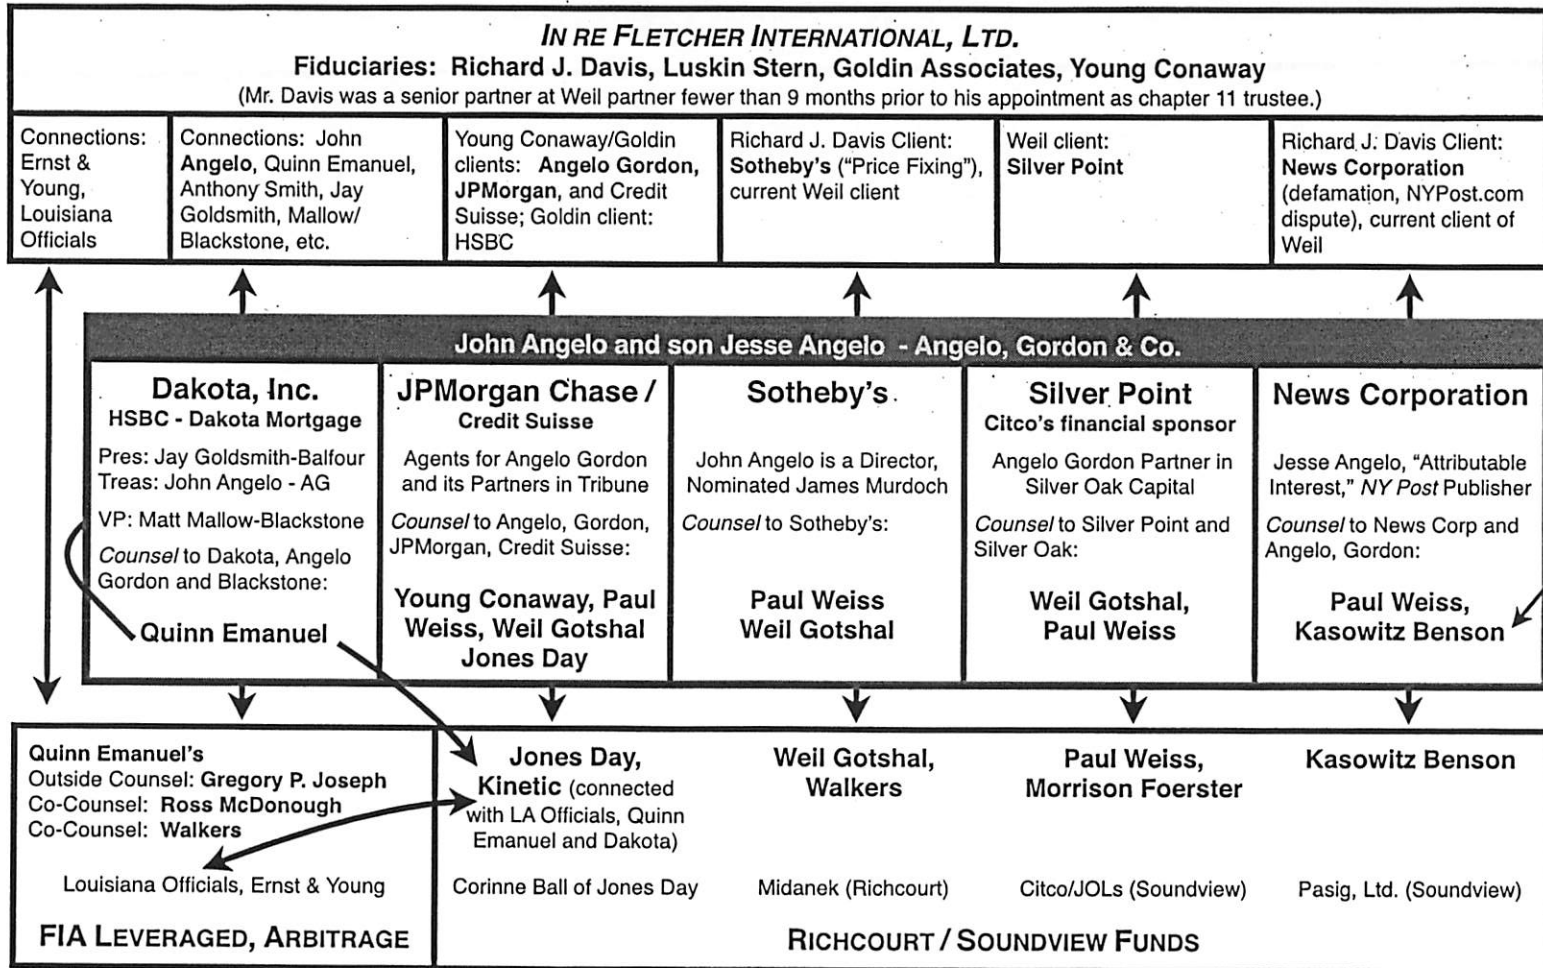 IN RE FLETCHER INTERNATIONAL, LTD.
Fiduciaries: Richard J. Davis, Luskin Stern, Goldin Associates, Young Conaway
(Mr. Davis was a senior partner at Weil partner fewer than 9 months prior to his appointment as chapter 11 trustee.)
Connections:
Ernst &
Young,
Louisiana
Officials
Connections: John
Angelo, Quinn Emanuel,
Anthony Smith, Jay
Goldsmith, Mallow/
Blackstone, etc.
Young Conaway/Goldin
clients: Angelo Gordon,
JPMorgan, and Credit
Suisse; Goldin client:
HSBC
Richard J. Davis Client:
Sotheby's ("Price Fixing"),
current Weil client
Weil client:
Silver Point
Richard J. Davis Client:
News Corporation
(defamation, NYPost.com
dispute), current client of
Weil
John Angelo and son Jesse Angelo - Angelo, Gordon & Co.
Dakota, Inc.
HSBC - Dakota Mortgage
Pres: Jay Goldsmith-Balfour
Treas: John Angelo - AG
VP: Matt Mallow-Blackstone
Counsel to Dakota, Angelo
Gordon and Blackstone:
Quinn Emanuel
JPMorgan Chase /
Credit Suisse
Agents for Angelo Gordon
and its Partners in Tribune
Counsel to Angelo, Gordon,
JPMorgan, Credit Suisse:
Young Conaway, Paul
Weiss, Weil Gotshal
Jones Day
Sotheby's
John Angelo is a Director,
Nominated James Murdoch
Counsel to Sotheby's:
Paul Weiss
Weil Gotshal
Silver Point
Citco's financial sponsor
Angelo Gordon Partner in
Silver Oak Capital
Counsel to Silver Point and
Silver Oak:
Weil Gotshal,
Paul Weiss
News Corporation
Jesse Angelo, "Attributable
Interest," NY Post Publisher
Counsel to News Corp and
Angelo, Gordon:
Paul Weiss,
Kasowitz Benson
Quinn Emanuel's
Outside Counsel: Gregory P. Joseph
Co-Counsel: Ross McDonough
Co-Counsel: Walkers
Louisiana Officials, Ernst & Young
FIA LEVERAGED, ARBITRAGE
Jones Day,
Kinetic (connected
with LA Officials, Quinn
Emanuel and Dakota)
Corinne Ball of Jones Day
Weil Gotshal,
Walkers
Midanek (Richcourt)
Paul Weiss,
Morrison Foerster
Citco/JOLs (Soundview)
Kasowitz Benson
Pasig, Ltd. (Soundview)
RICHCOURT / SOUNDVIEW FUNDS